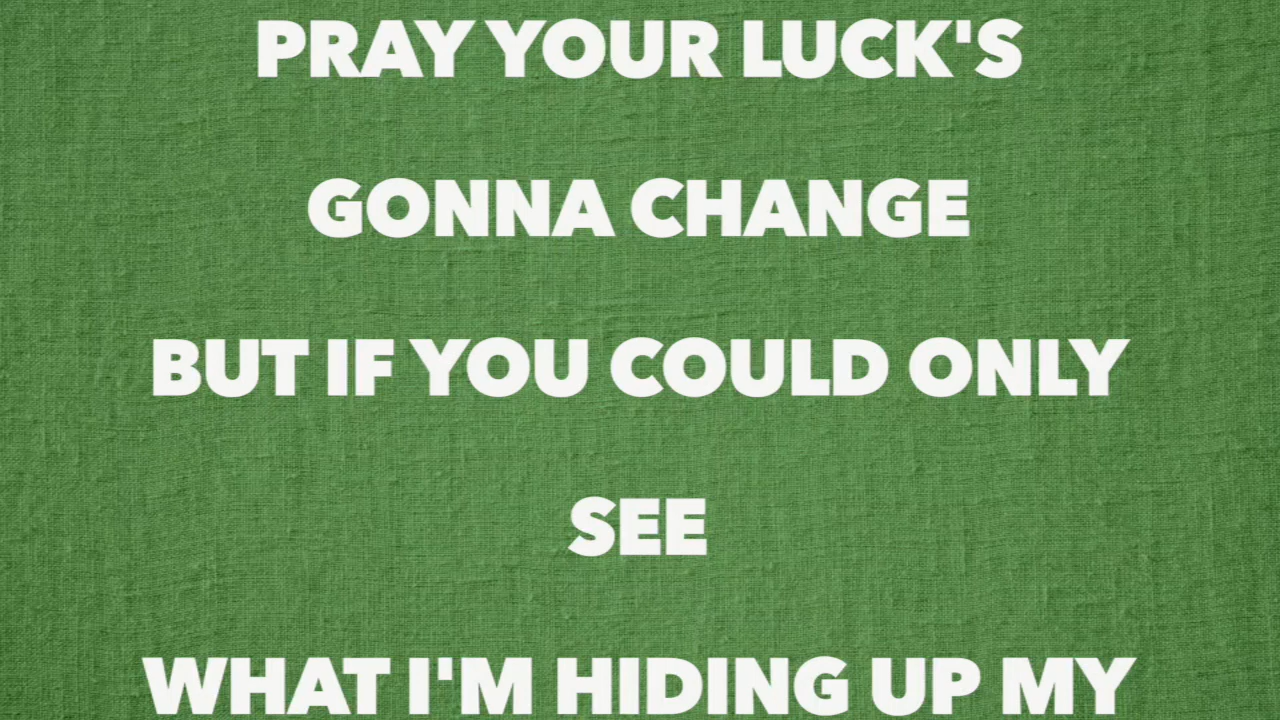 PRAY YOUR LUCK'S
GONNA CHANGE
BUT IF YOU COULD ONLY
SEE
WHAT I'M HIDING UP MY